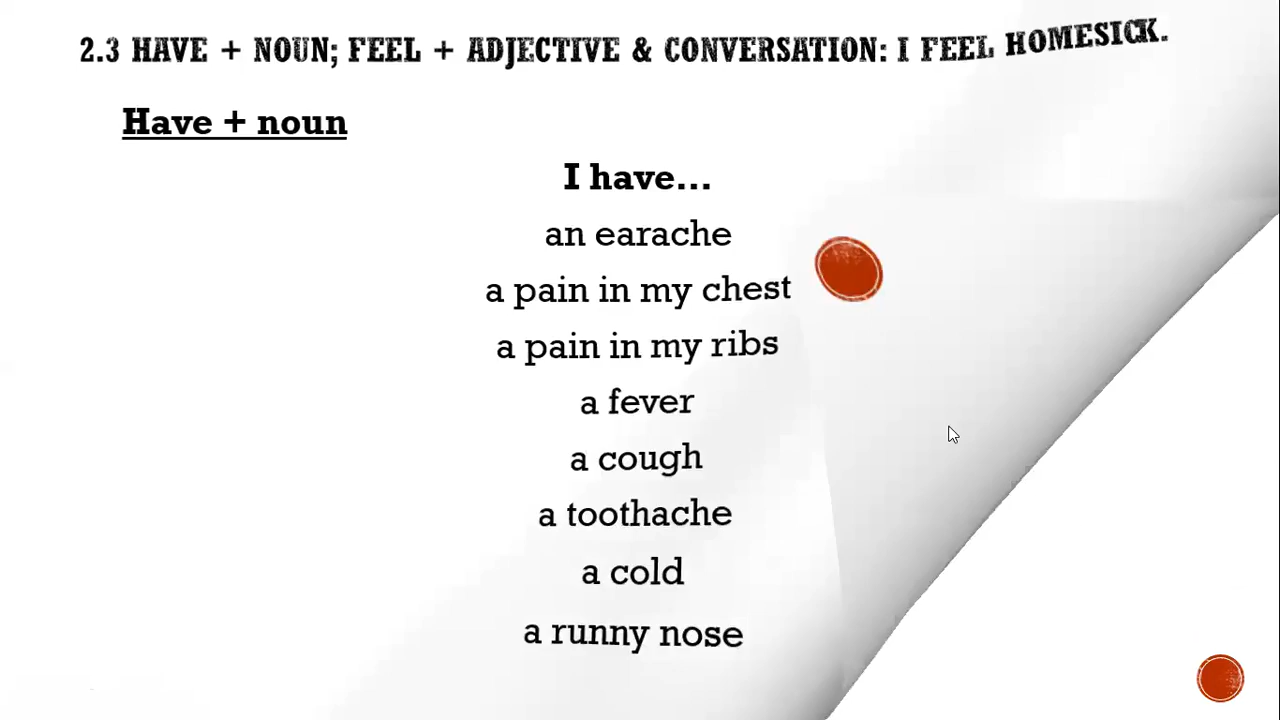 2.3 HAVE + NOUN; FEEL + ADJECTIVE & CONVERSATION: I FEEL HOMESICK.
Have + noun
I have...
an earache
a pain in my chest
a pain in my ribs
a fever
a cough
a toothache
a cold
a runny nose